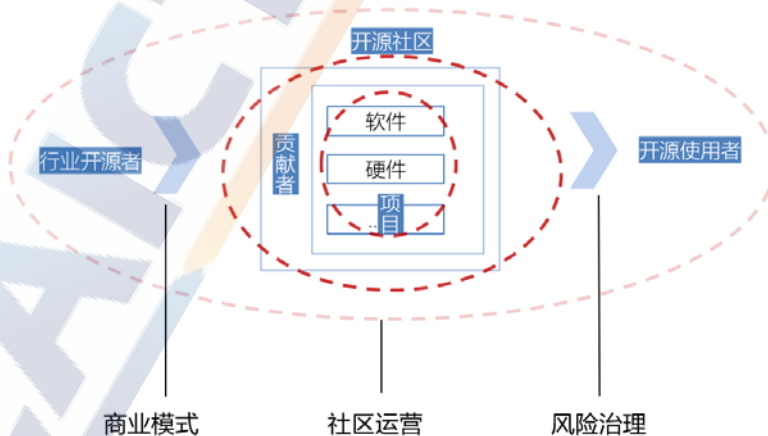 开源社区
行业开源者
贡献者
软件
硬件
项目
..
开源使用者
商业模式
社区运营
风险治理